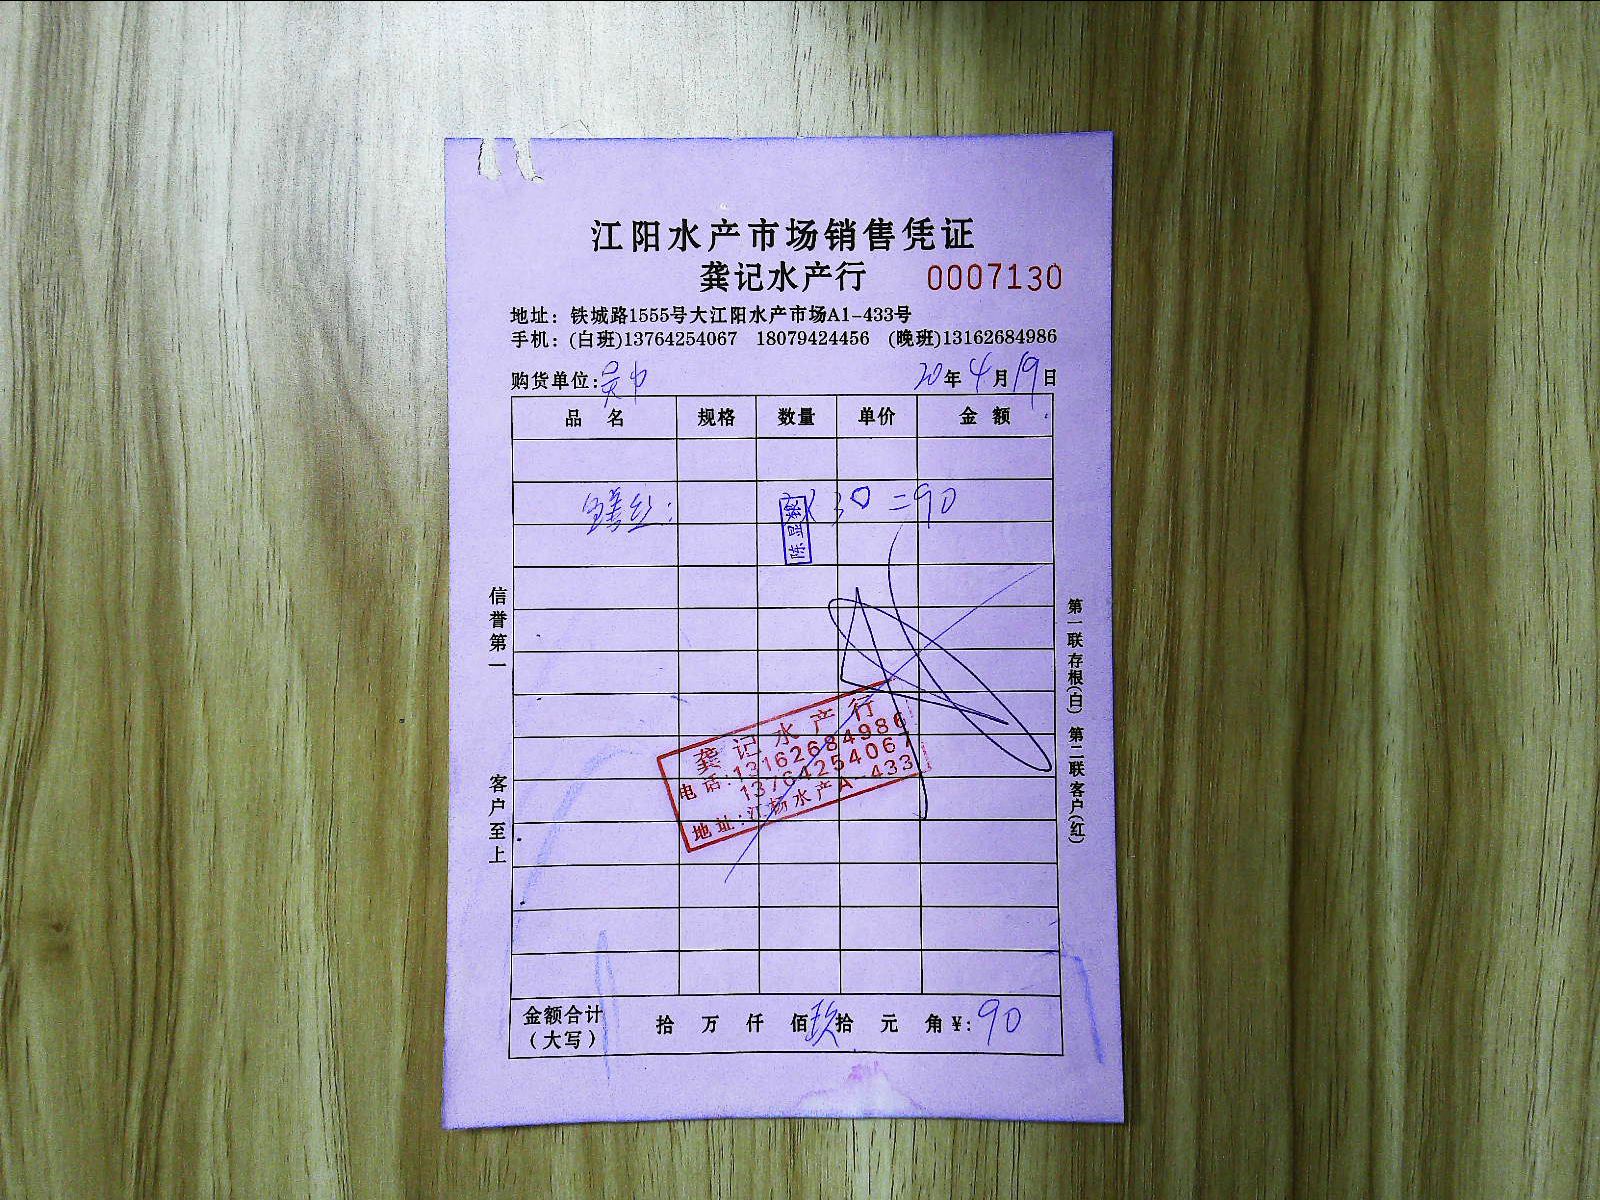 江阳水产市场销售凭证
龚记水产行 0007130
地址：铁城路1555号大江阳水产市场A1-433号
手机：(白班)13764254067 18079424456 (晚班)13162684986
购货单位: 20年4月19日
品 名 规格 数量 单价 金 额
鳝丝: 30=90
陈显
信誉第一
客户至上
第一联存根(白) 第二联客户(红)
龚记水产行
电话:13162684986
13764254067
地址:江杨水产A-433
金额合计
(大写)
拾 万 仟 佰玖拾 元 角¥:90